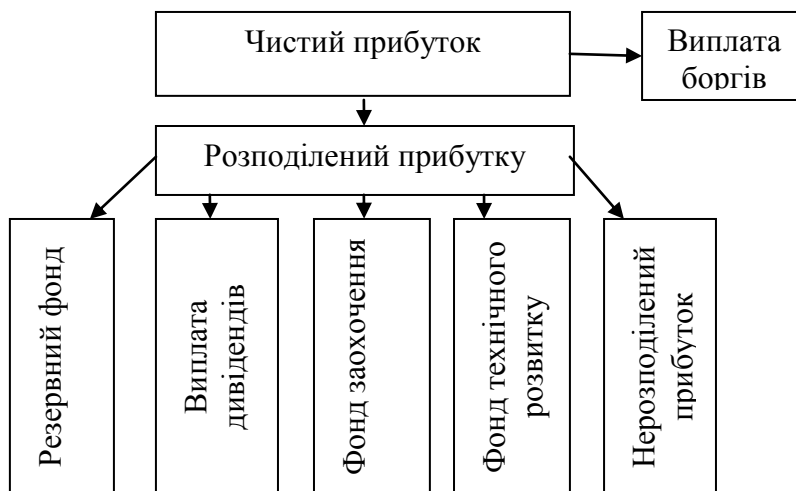 Чистий прибуток
Виплата
боргів
Розподілений прибутку
Резервний фонд
Виплата
дивідендів
Фонд заохочення
Фонд технічного
розвитку
Нерозподілений
прибуток